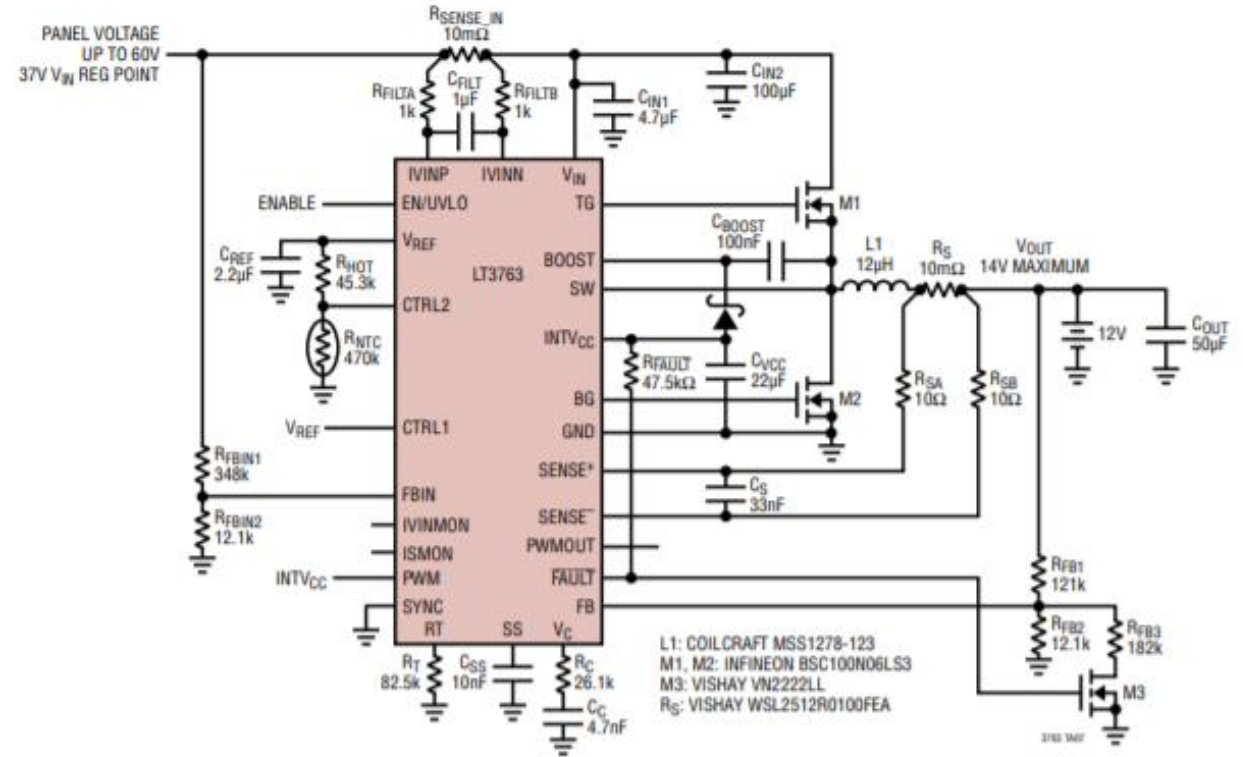 PANEL VOLTAGE
UP TO 60V
37V VIN REG POINT
RSENSE_IN
10mΩ
RFILTA
1k
CFILT
1µF
RFILTB
1k
CIN1
4.7µF
CIN2
100µF
IVINP
IVINN
VIN
ENABLE
EN/UVLO
TG
M1
CREF
2.2µF
VREF
RHOT
45.3k
LT3763
BOOST
CBOOST
100nF
L1
12µH
RS
10mΩ
VOUT
14V MAXIMUM
SW
CTRL2
RNTC
470k
INTVCC
RFAULT
47.5kΩ
CVCC
22µF
12V
COUT
50µF
BG
M2
RSA
10Ω
RSB
10Ω
VREF
CTRL1
GND
RFBIN1
348k
SENSE+
CS
33nF
FBIN
SENSE–
RFBIN2
12.1k
IVINMON
PWMOUT
ISMON
INTVCC
PWM
FAULT
RFB1
121k
SYNC
FB
RT
SS
VC
RFB2
12.1k
RFB3
182k
RT
82.5k
CSS
10nF
RC
26.1k
CC
4.7nF
M3
L1: COILCRAFT MSS1278-123
M1, M2: INFINEON BSC100N06LS3
M3: VISHAY VN2222LL
RS: VISHAY WSL2512R0100FEA